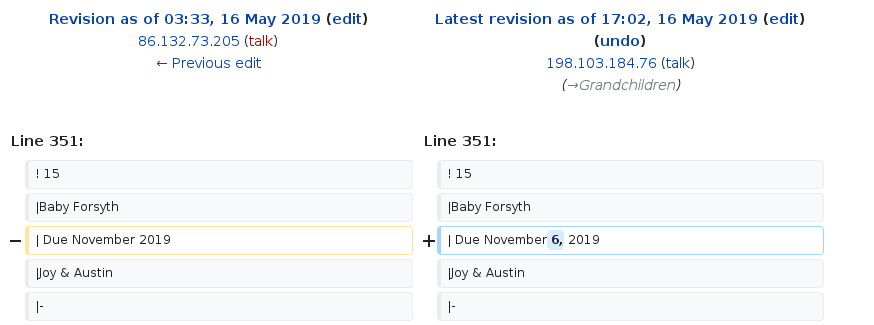 Revision as of 03:33, 16 May 2019 (edit)
86.132.73.205 (talk)
← Previous edit
Latest revision as of 17:02, 16 May 2019 (edit)
(undo)
198.103.184.76 (talk)
(→Grandchildren)
Line 351:
Line 351:
! 15
! 15
|Baby Forsyth
|Baby Forsyth
− | Due November 2019
+ | Due November 6, 2019
|Joy & Austin
|Joy & Austin
|-
|-